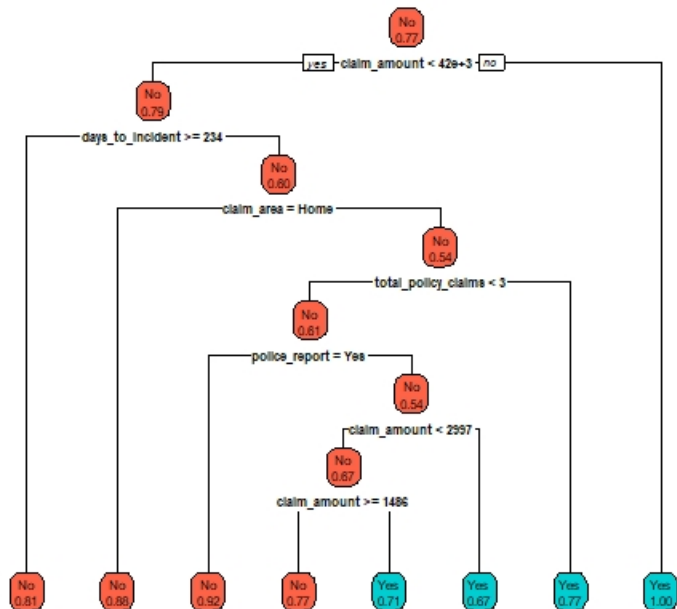 No
0.77
yes claim_amount < 42e+3 no
No
0.79
days_to_incident >= 234
No
0.60
claim_area = Home
No
0.54
total_policy_claims < 3
No
0.61
police_report = Yes
No
0.54
claim_amount < 2997
No
0.67
claim_amount >= 1486
No No No No Yes Yes Yes Yes
0.81 0.88 0.92 0.77 0.71 0.67 0.77 1.00